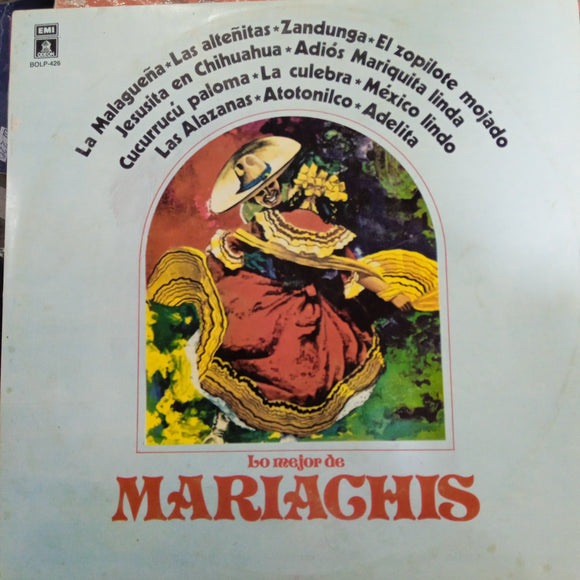 EMI
ODEON
BOLP-426
La Malagueña★Las alteñitas★Zandunga★El zopilote mojado
Jesusita en Chihuahua★Adiós Mariquita linda
Cucurrucú paloma★La culebra★México lindo
Las Alazanas★Atotonilco★Adelita
Lo mejor de
MARIACHIS